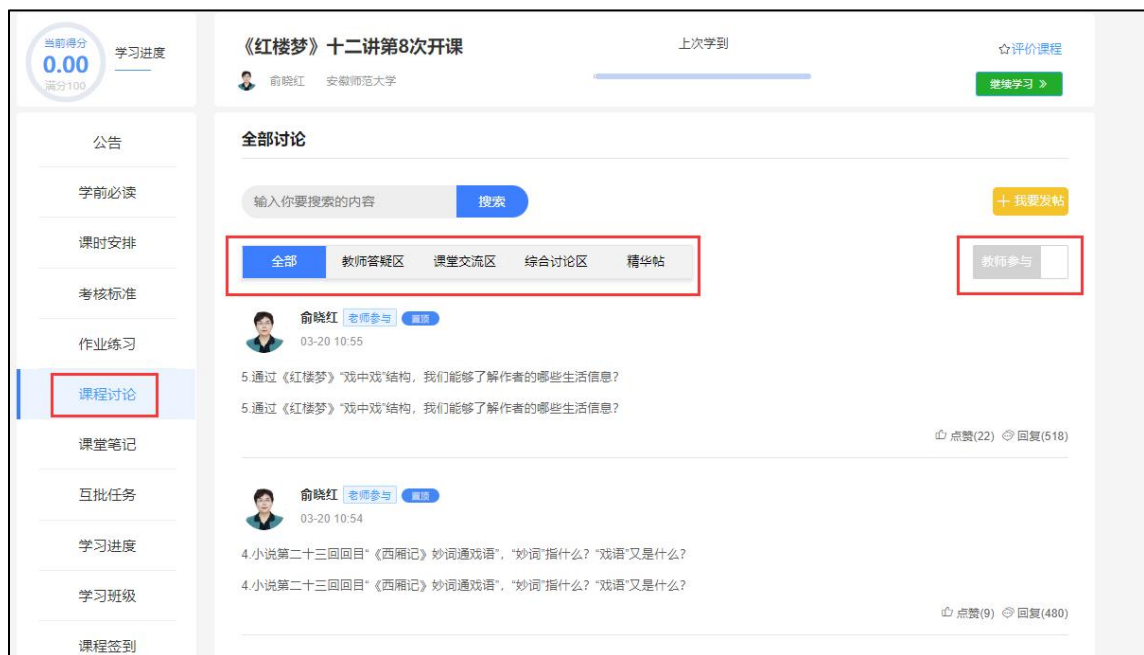 当前得分
0.00
满分100
学习进度
《红楼梦》十二讲第8次开课
俞晓红 安徽师范大学
上次学到
☆评价课程
继续学习 》
公告
学前必读
课时安排
考核标准
作业练习
课程讨论
课堂笔记
互批任务
学习进度
学习班级
课程签到
全部讨论
输入你要搜索的内容 搜索
+ 我要发帖
全部 教师答疑区 课堂交流区 综合讨论区 精华帖
教师参与
俞晓红 老师参与 置顶
03-20 10:55
5.通过《红楼梦》“戏中戏”结构，我们能够了解作者的哪些生活信息？
5.通过《红楼梦》“戏中戏”结构，我们能够了解作者的哪些生活信息？
点赞(22) 回复(518)
俞晓红 老师参与 置顶
03-20 10:54
4.小说第二十三回回目“《西厢记》妙词通戏语”，“妙词”指什么？“戏语”又是什么？
4.小说第二十三回回目“《西厢记》妙词通戏语”，“妙词”指什么？“戏语”又是什么？
点赞(9) 回复(480)